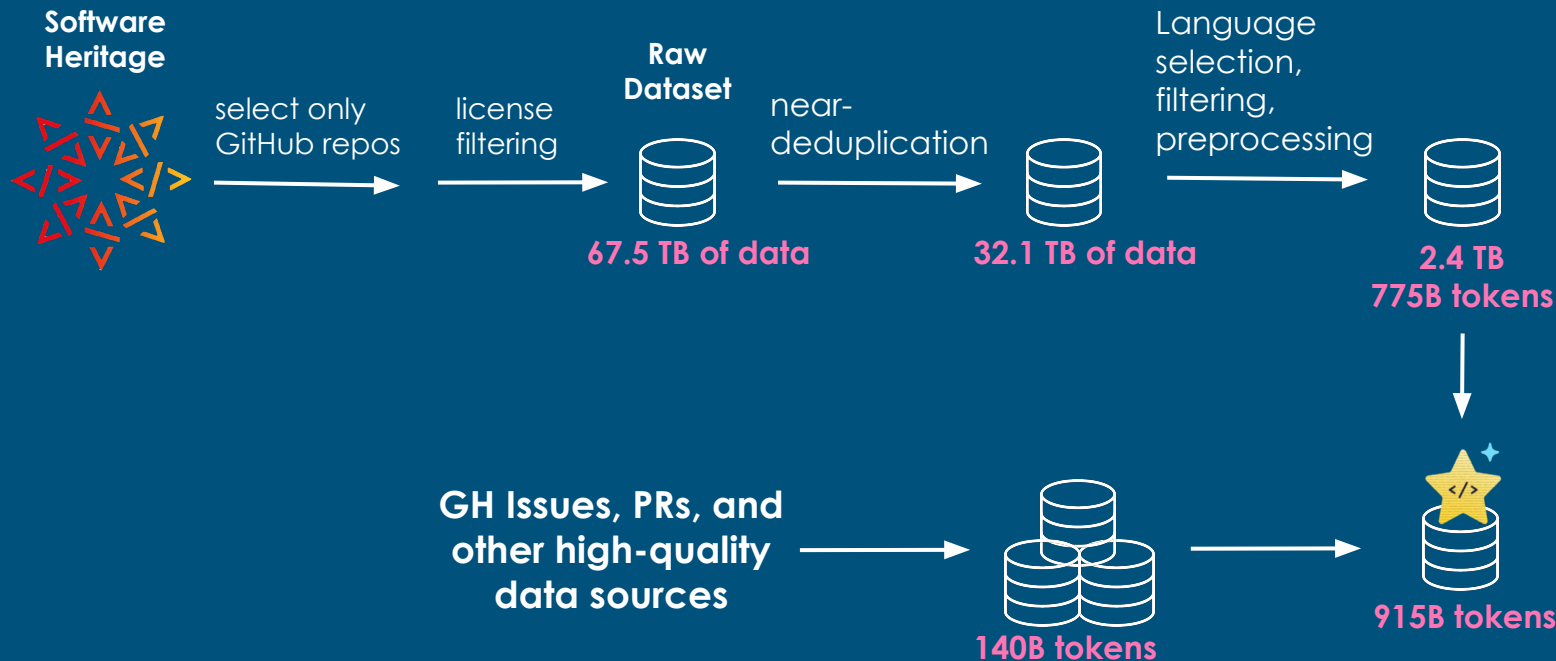 Software
Heritage
select only
GitHub repos
license
filtering
Raw
Dataset
67.5 TB of data
near-
deduplication
32.1 TB of data
Language
selection,
filtering,
preprocessing
2.4 TB
775B tokens
GH Issues, PRs, and
other high-quality
data sources
140B tokens
</>
915B tokens